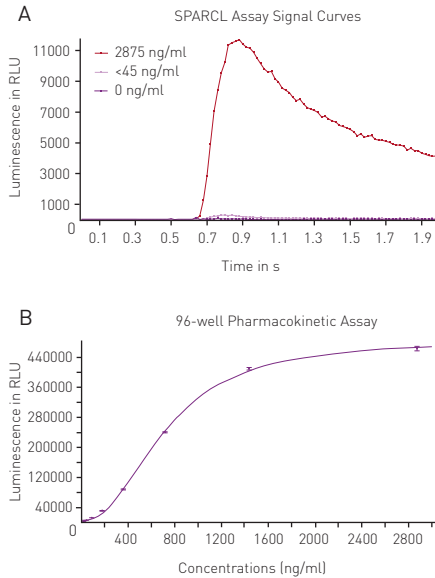 A
SPARCL Assay Signal Curves
Luminescence in RLU
11000
9000
7000
5000
3000
1000
0
2875 ng/ml
<45 ng/ml
0 ng/ml
0.1 0.3 0.5 0.7 0.9 1.1 1.3 1.5 1.7 1.9
Time in s
B
96-well Pharmacokinetic Assay
Luminescence in RLU
440000
360000
280000
200000
120000
40000
0
400 800 1200 1600 2000 2400 2800
Concentrations (ng/ml)